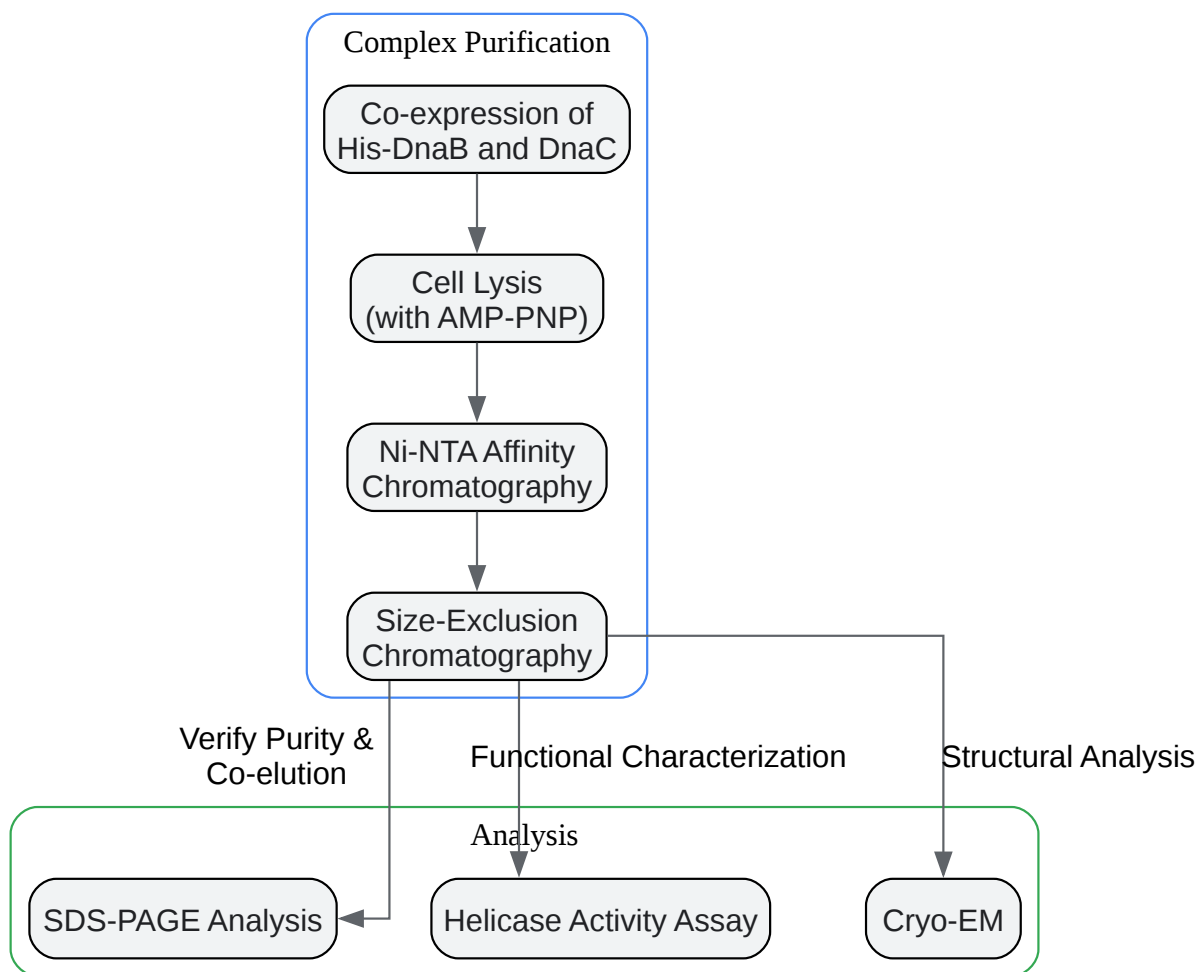 Complex Purification
Co-expression of
His-DnaB and DnaC
Cell Lysis
(with AMP-PNP)
Ni-NTA Affinity
Chromatography
Size-Exclusion
Chromatography
Verify Purity &
Co-elution
Functional Characterization
Structural Analysis
Analysis
SDS-PAGE Analysis
Helicase Activity Assay
Cryo-EM